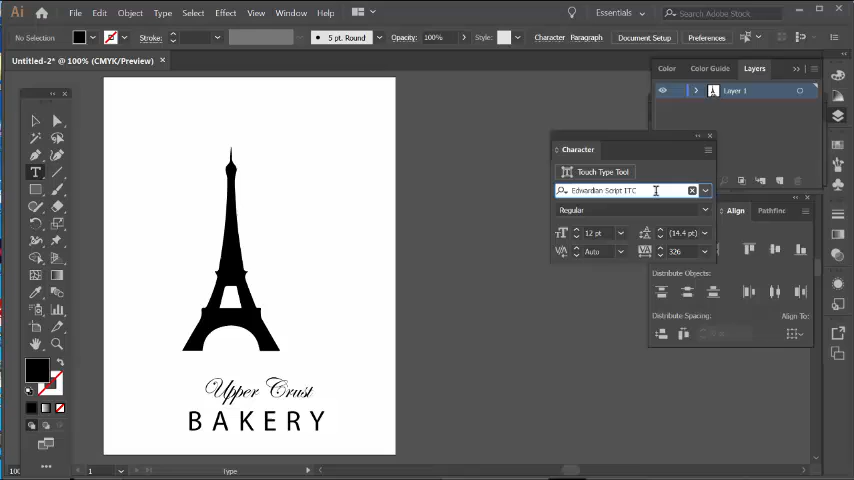 Ai File Edit Object Type Select Effect View Window Help Essentials Search Adobe Stock
No Selection Stroke: 5 pt. Round Opacity: 100% Style: Character Paragraph Document Setup Preferences
Untitled-2* @ 100% (CMYK/Preview) ×
Color Color Guide Layers
Layer 1
Character
Touch Type Tool
Edwardian Script ITC
Regular
12 pt (14.4 pt)
Auto 326
Align Pathfinc
Distribute Objects:
Distribute Spacing: Align To:
Upper Crust
BAKERY
100 1 Type